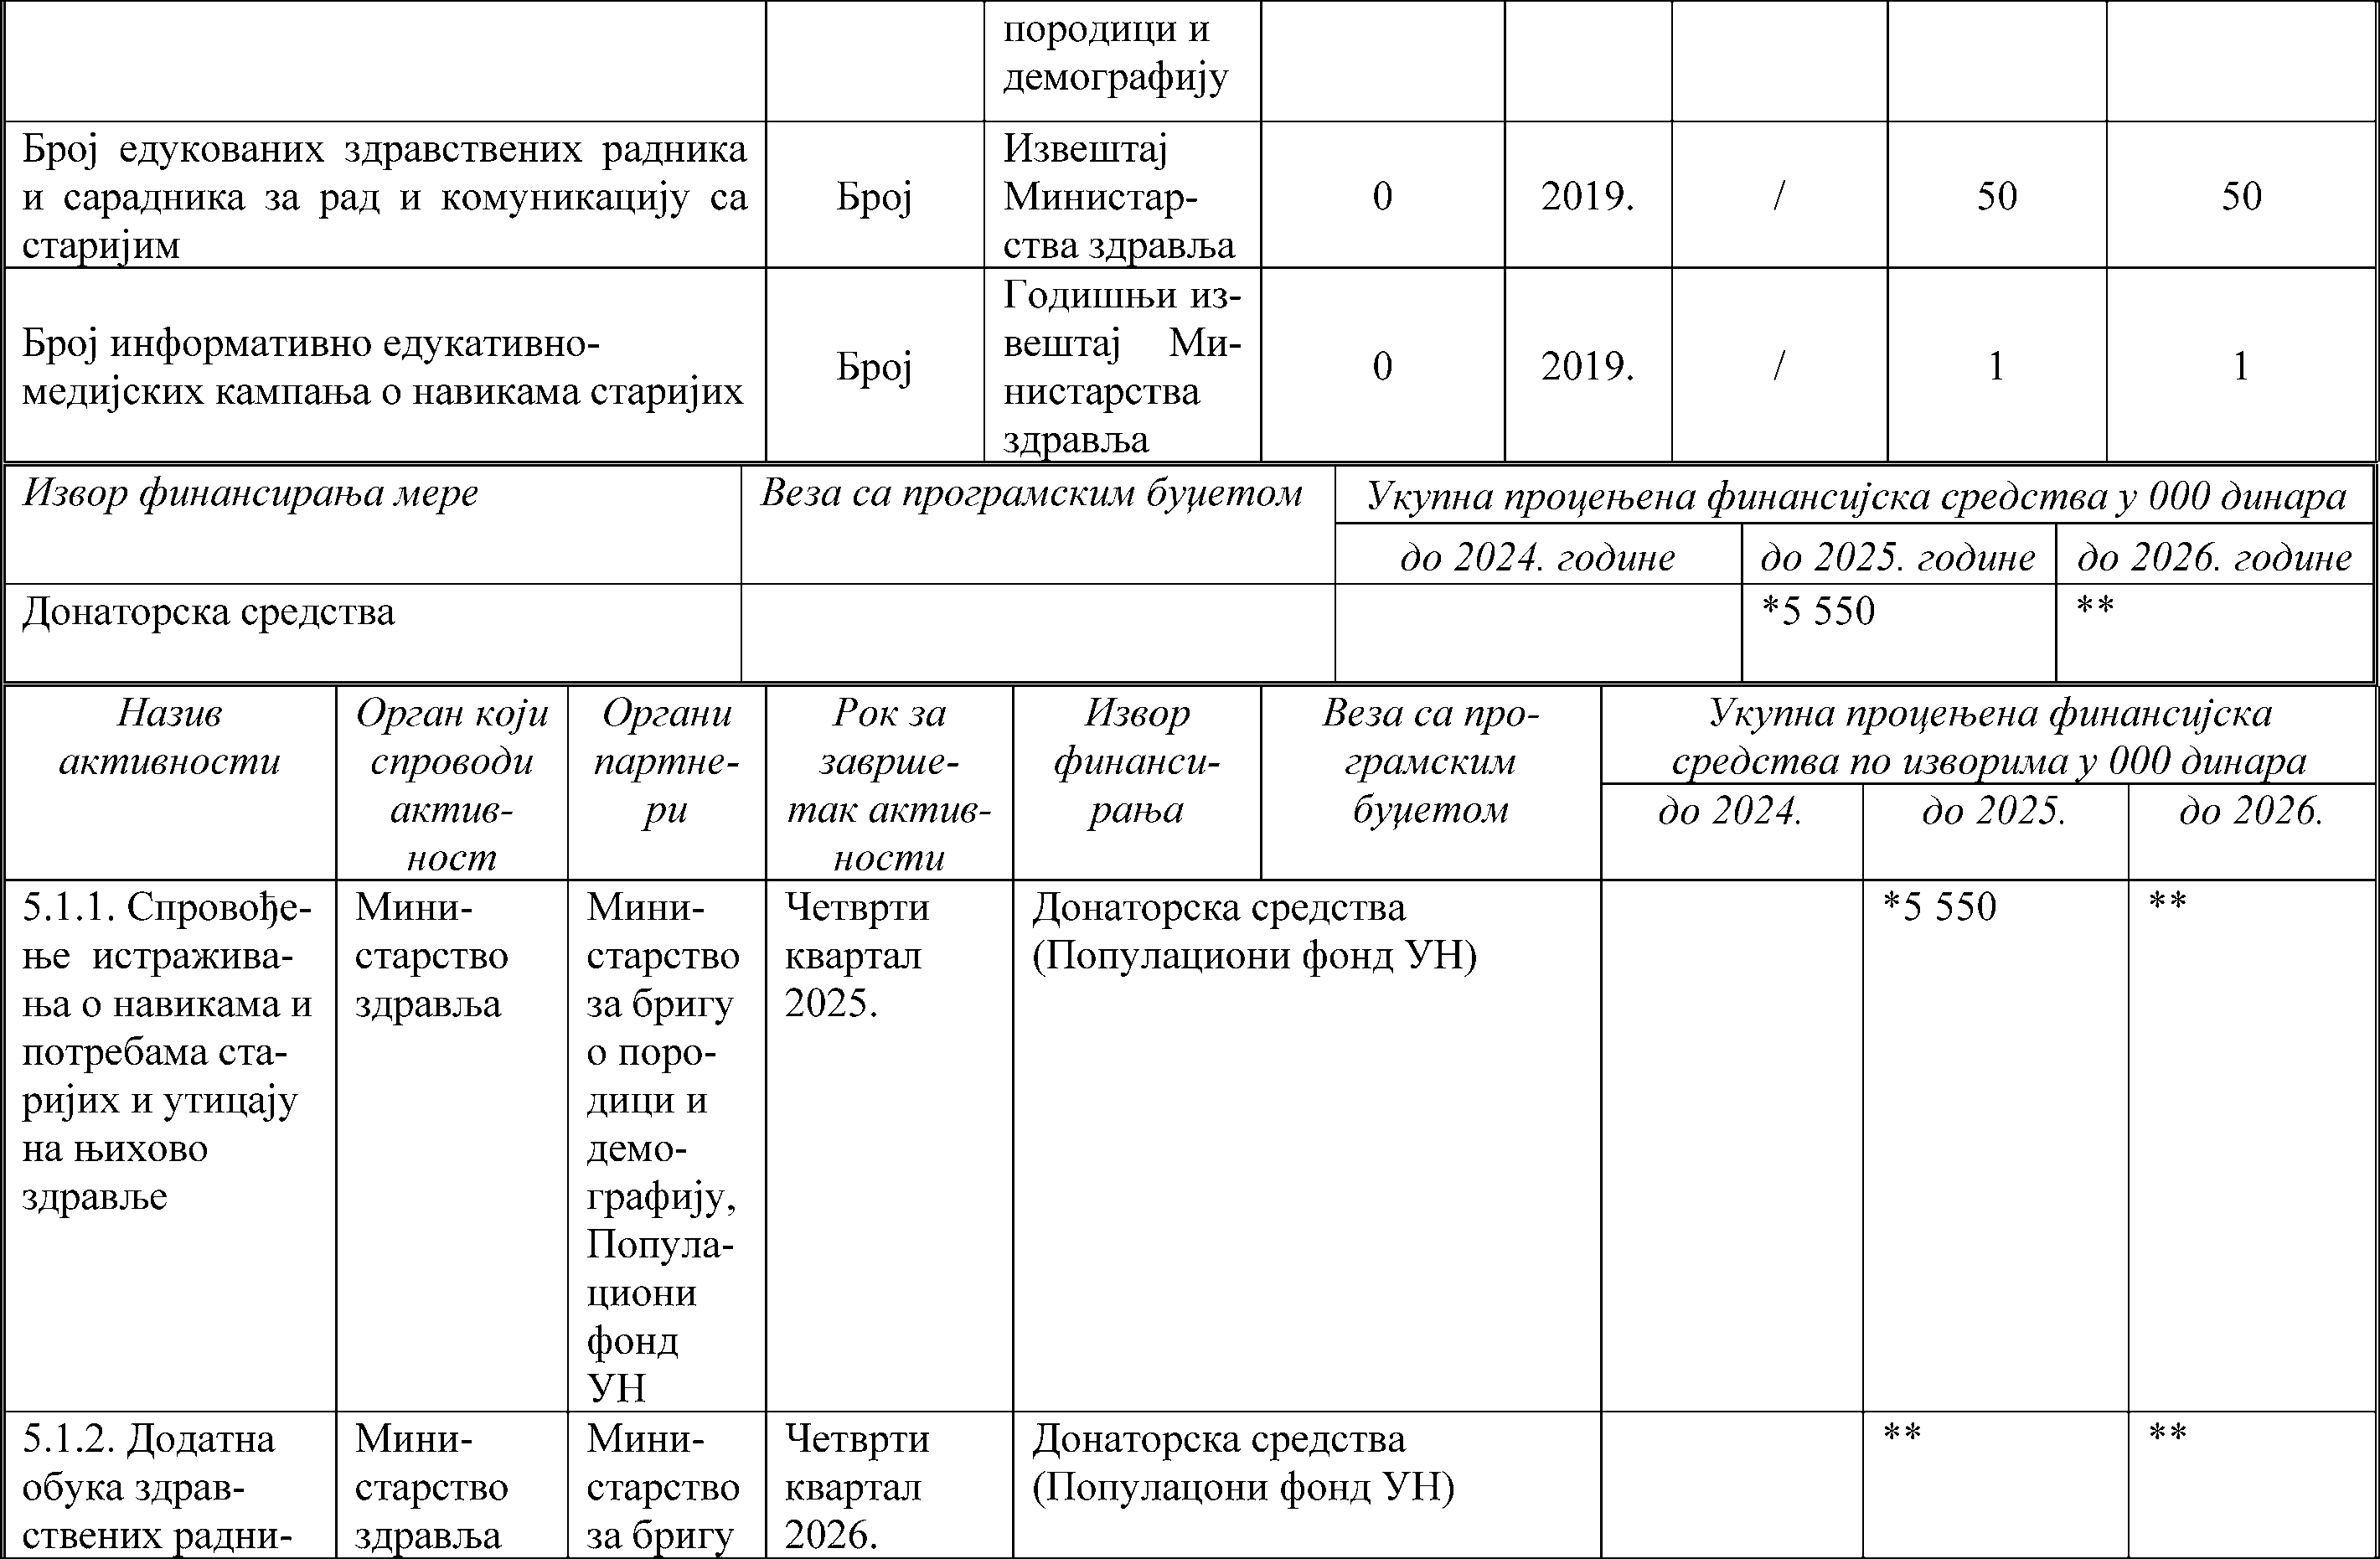 породици и
демографију
Број едукованих здравствених радника
и сарадника за рад и комуникацију са
старијим
Број
Извештај
Министар-
ства здравља
0
2019.
/
50
50
Број информативно едукативно-
медијских кампања о навикама старијих
Број
Годишњи из-
вештај Ми-
нистарства
здравља
0
2019.
/
1
1
Извор финансирања мере
Веза са програмским буџетом
Укупна процењена финансијска средства у 000 динара
до 2024. године
до 2025. године
до 2026. године
Донаторска средства
*5 550
**
Назив
активности
Орган који
спроводи
актив-
ност
Органи
партне-
ри
Рок за
заврше-
так актив-
ности
Извор
финанси-
рања
Веза са про-
грамским
буџетом
Укупна процењена финансијска
средства по изворима у 000 динара
до 2024.
до 2025.
до 2026.
5.1.1. Спровође-
ње истражива-
ња о навикама и
потребама ста-
ријих и утицају
на њихово
здравље
Мини-
старство
здравља
Мини-
старство
за бригу
о поро-
дици и
демо-
графију,
Попула-
циони
фонд
УН
Четврти
квартал
2025.
Донаторска средства
(Популациони фонд УН)
*5 550
**
5.1.2. Додатна
обука здрав-
ствених радни-
Мини-
старство
здравља
Мини-
старство
за бригу
Четврти
квартал
2026.
Донаторска средства
(Популацони фонд УН)
**
**